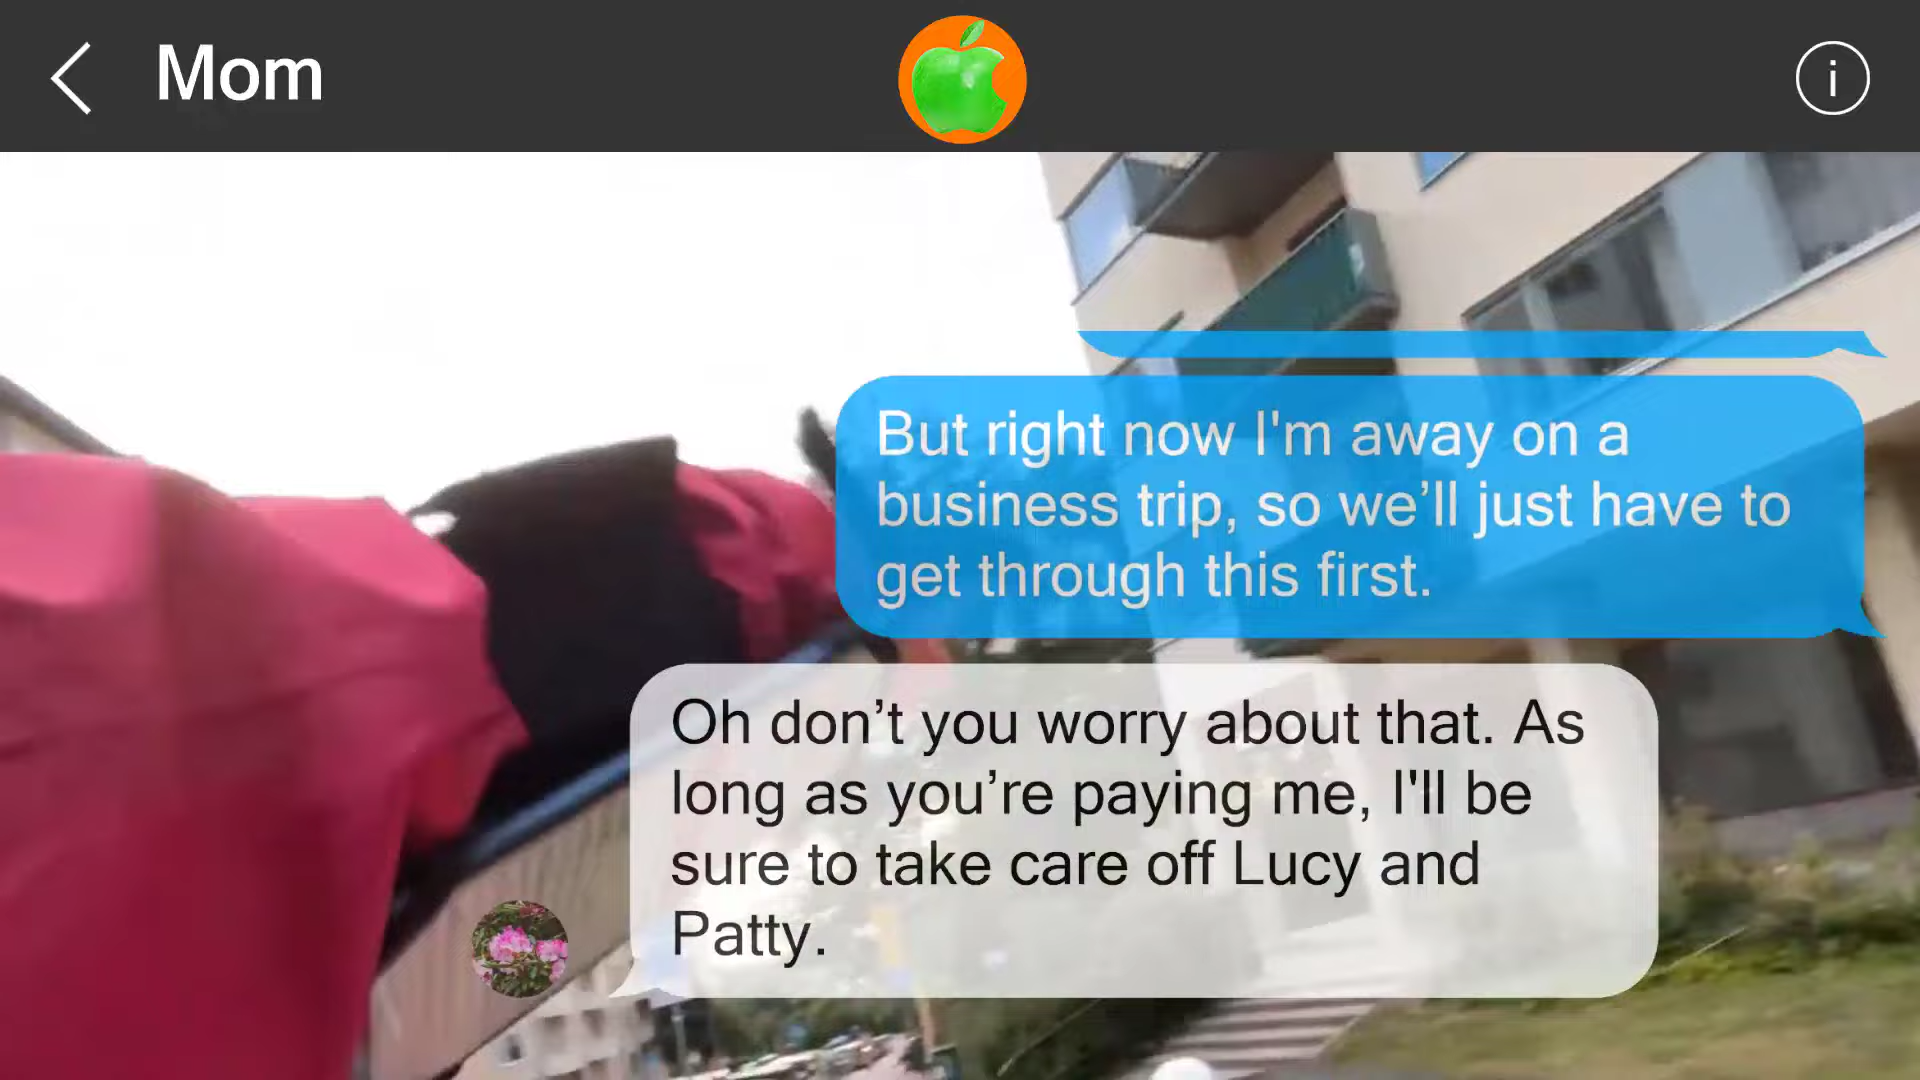 Mom
i
But right now I'm away on a
business trip, so we’ll just have to
get through this first.
Oh don’t you worry about that. As
long as you’re paying me, I'll be
sure to take care off Lucy and
Patty.